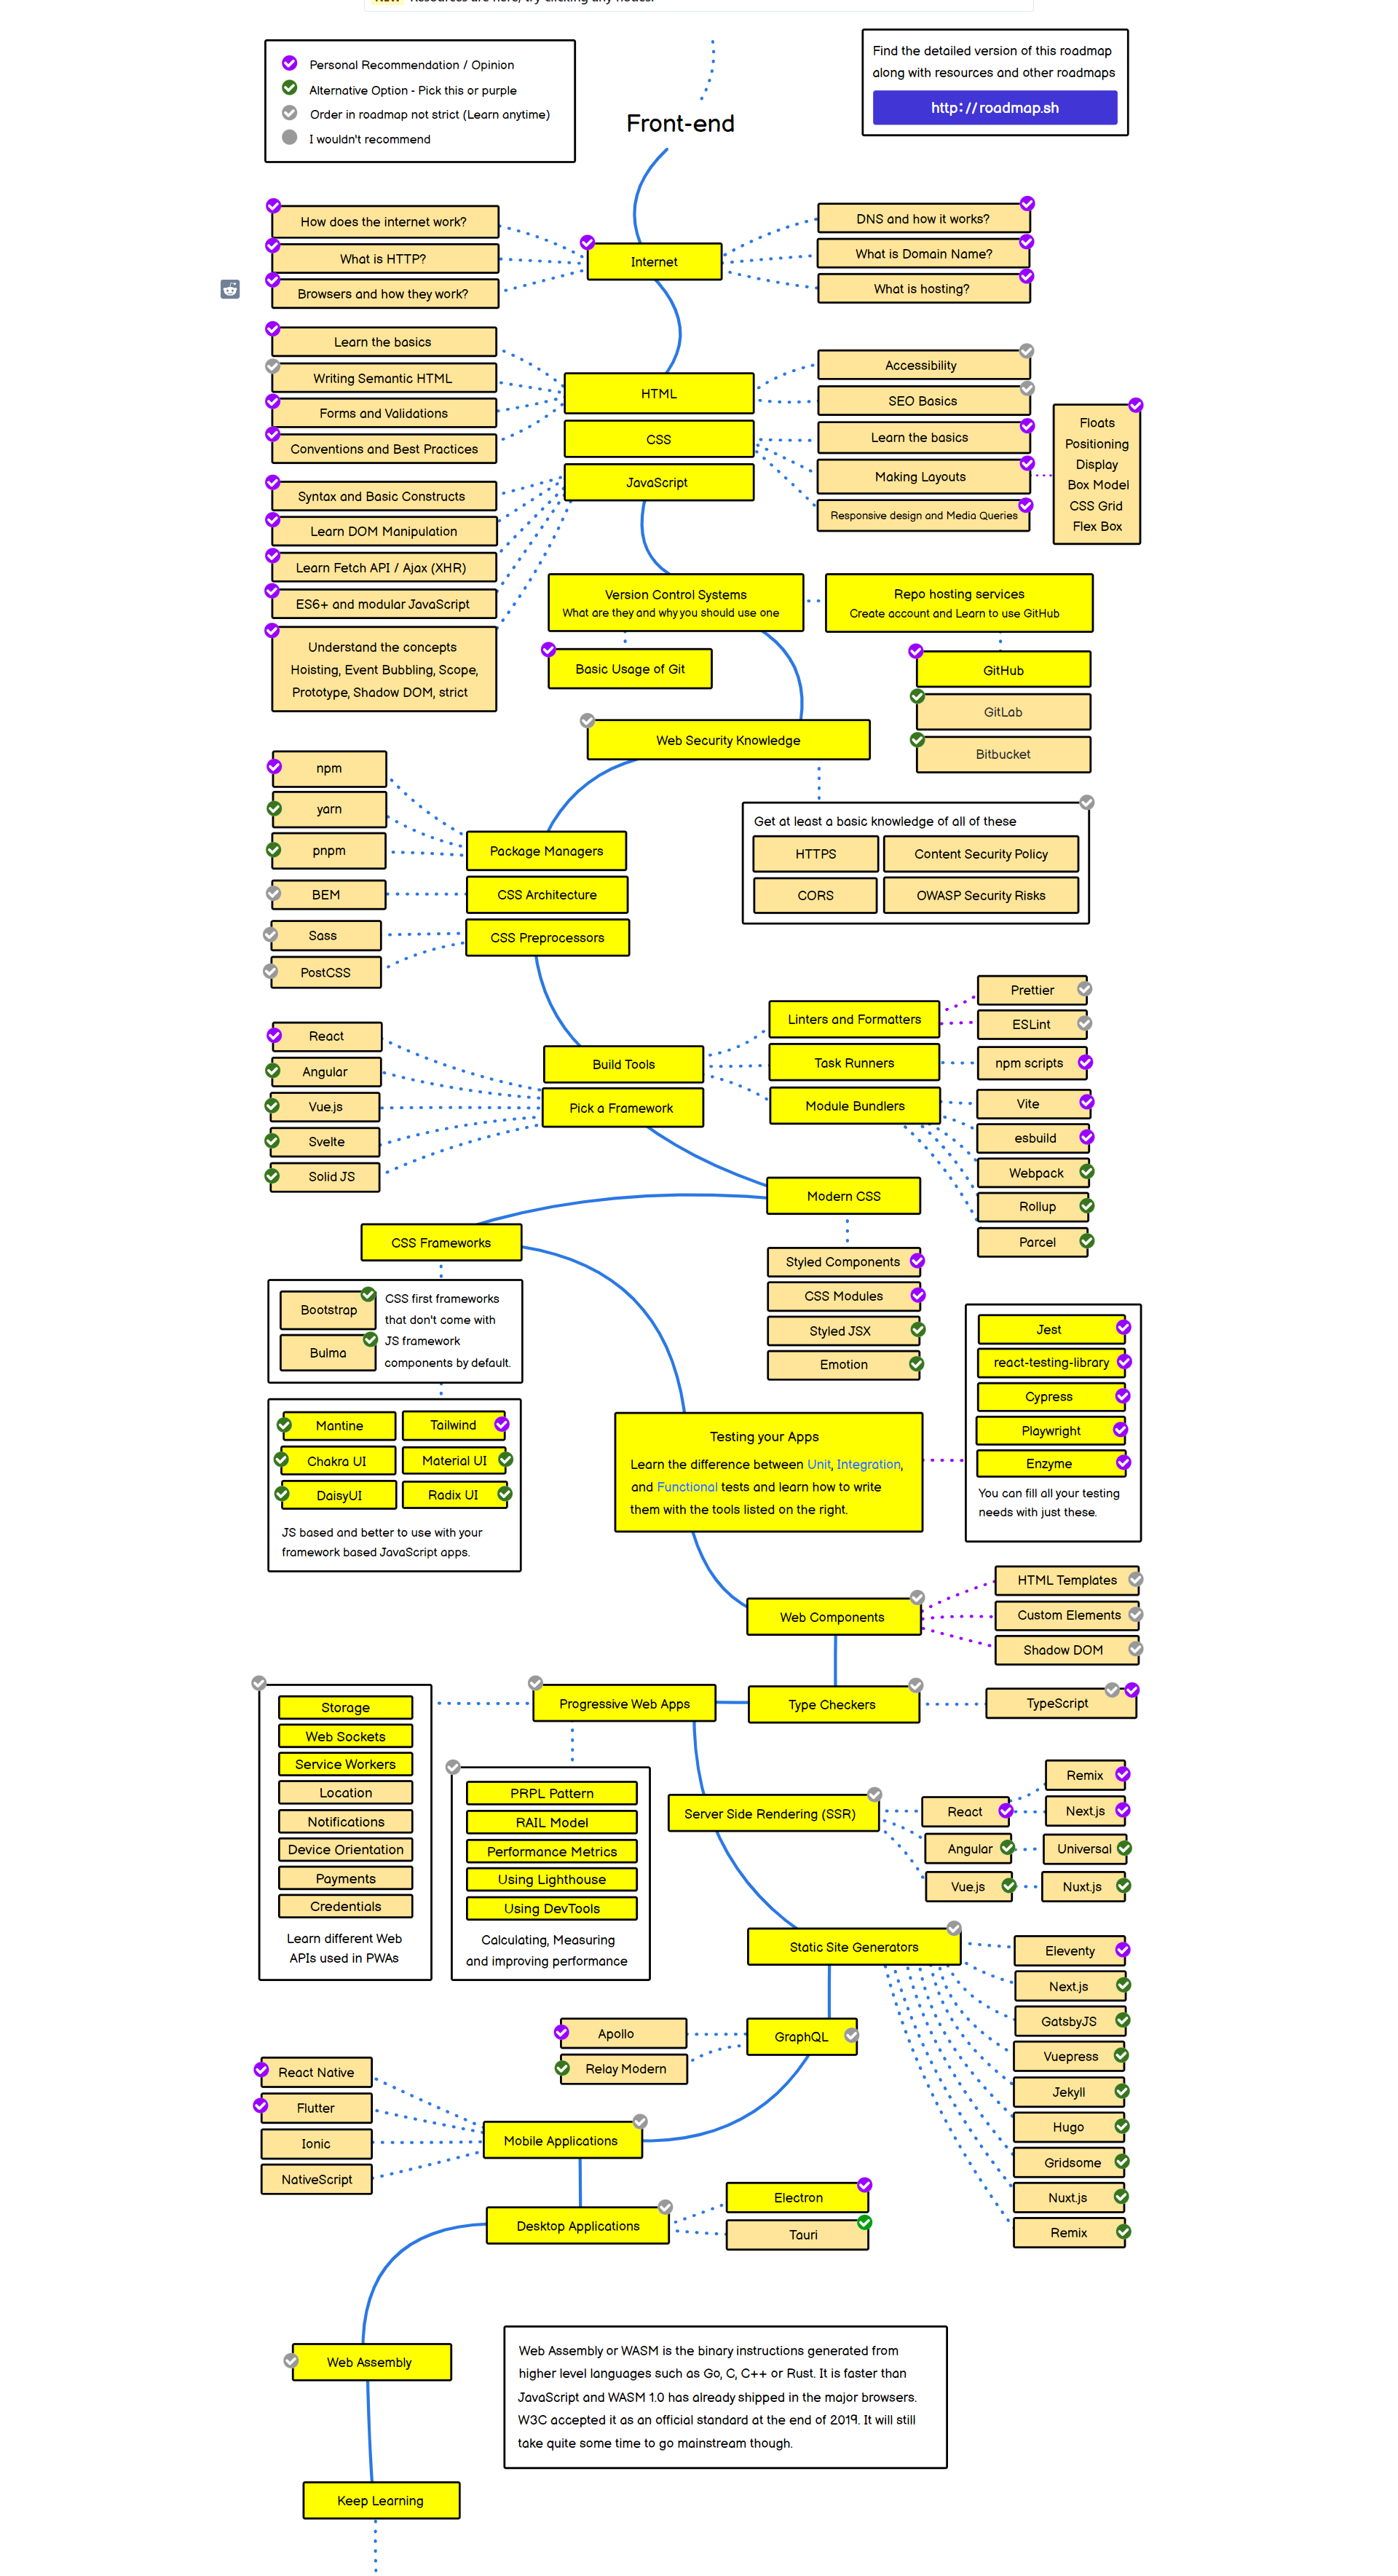 NEW Resources are here, try clicking any nodes!
Personal Recommendation / Opinion
Alternative Option - Pick this or purple
Order in roadmap not strict (Learn anytime)
I wouldn't recommend
Find the detailed version of this roadmap
along with resources and other roadmaps
http://roadmap.sh
Front-end
How does the internet work?
What is HTTP?
Browsers and how they work?
Internet
DNS and how it works?
What is Domain Name?
What is hosting?
Learn the basics
Writing Semantic HTML
Forms and Validations
Conventions and Best Practices
HTML
CSS
JavaScript
Accessibility
SEO Basics
Learn the basics
Making Layouts
Responsive design and Media Queries
Floats
Positioning
Display
Box Model
CSS Grid
Flex Box
Syntax and Basic Constructs
Learn DOM Manipulation
Learn Fetch API / Ajax (XHR)
ES6+ and modular JavaScript
Understand the concepts
Hoisting, Event Bubbling, Scope,
Prototype, Shadow DOM, strict
Version Control Systems
What are they and why you should use one
Repo hosting services
Create account and Learn to use GitHub
Basic Usage of Git
GitHub
GitLab
Bitbucket
Web Security Knowledge
Get at least a basic knowledge of all of these
HTTPS
Content Security Policy
CORS
OWASP Security Risks
npm
yarn
pnpm
BEM
Sass
PostCSS
Package Managers
CSS Architecture
CSS Preprocessors
React
Angular
Vue.js
Svelte
Solid JS
Build Tools
Pick a Framework
Linters and Formatters
Task Runners
Module Bundlers
Prettier
ESLint
npm scripts
Vite
esbuild
Webpack
Rollup
Parcel
Modern CSS
Styled Components
CSS Modules
Styled JSX
Emotion
CSS Frameworks
Bootstrap
Bulma
CSS first frameworks
that don't come with
JS framework
components by default.
Mantine
Tailwind
Chakra UI
Material UI
DaisyUI
Radix UI
JS based and better to use with your
framework based JavaScript apps.
Testing your Apps
Learn the difference between Unit, Integration,
and Functional tests and learn how to write
them with the tools listed on the right.
Jest
react-testing-library
Cypress
Playwright
Enzyme
You can fill all your testing
needs with just these.
Web Components
HTML Templates
Custom Elements
Shadow DOM
Type Checkers
TypeScript
Progressive Web Apps
Storage
Web Sockets
Service Workers
Location
Notifications
Device Orientation
Payments
Credentials
Learn different Web
APIs used in PWAs
PRPL Pattern
RAIL Model
Performance Metrics
Using Lighthouse
Using DevTools
Calculating, Measuring
and improving performance
Server Side Rendering (SSR)
React
Angular
Vue.js
Remix
Next.js
Universal
Nuxt.js
Static Site Generators
Eleventy
Next.js
GatsbyJS
Vuepress
Jekyll
Hugo
Gridsome
Nuxt.js
Remix
GraphQL
Apollo
Relay Modern
Mobile Applications
React Native
Flutter
Ionic
NativeScript
Desktop Applications
Electron
Tauri
Web Assembly
Web Assembly or WASM is the binary instructions generated from
higher level languages such as Go, C, C++ or Rust. It is faster than
JavaScript and WASM 1.0 has already shipped in the major browsers.
W3C accepted it as an official standard at the end of 2019. It will still
take quite some time to go mainstream though.
Keep Learning